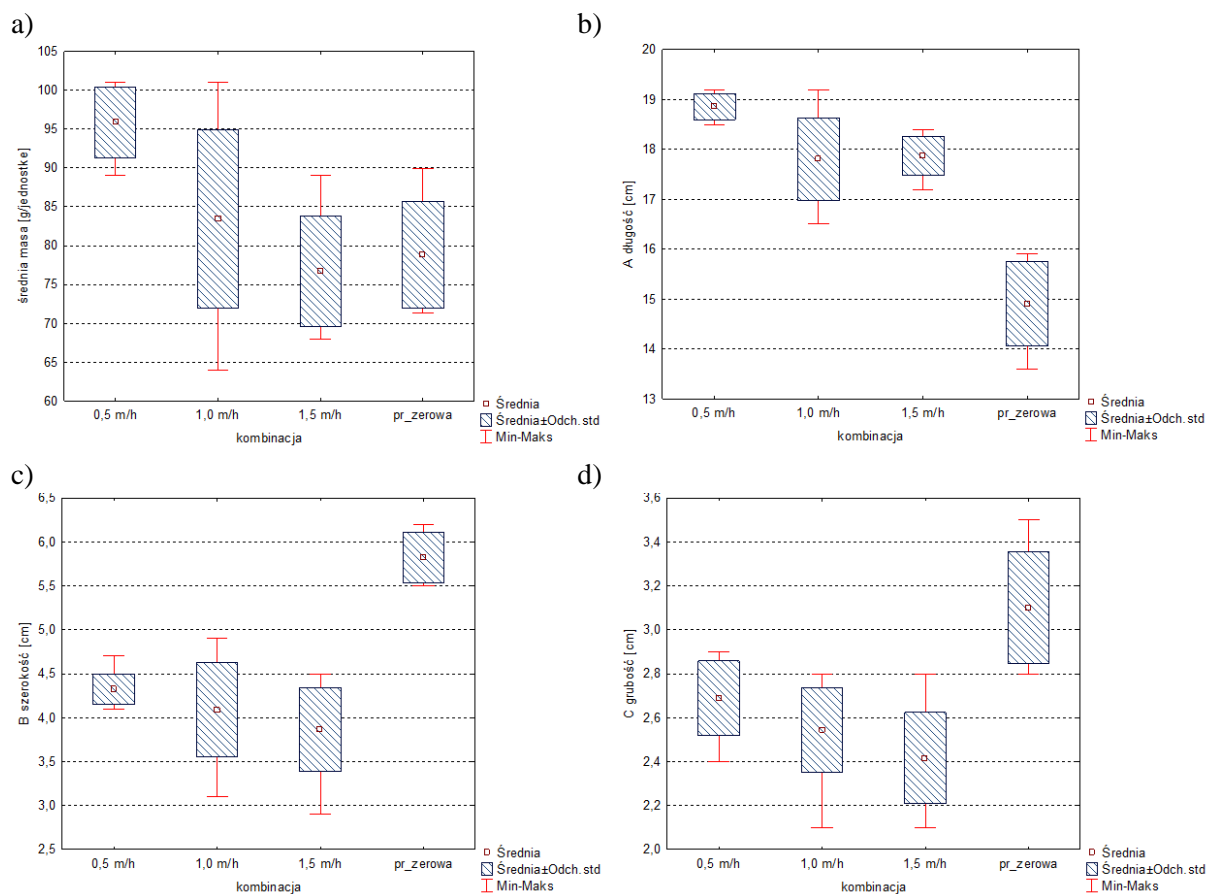 a)
105
100
95
90
85
80
75
70
65
60
średnia masa [g/jednostke]
0,5 m/h 1,0 m/h 1,5 m/h pr_zerowa
kombinacja
Średnia
Średnia±Odch.std
Min-Maks
b)
20
19
18
17
16
15
14
13
A długość [cm]
0,5 m/h 1,0 m/h 1,5 m/h pr_zerowa
kombinacja
Średnia
Średnia±Odch.std
Min-Maks
c)
6,5
6,0
5,5
5,0
4,5
4,0
3,5
3,0
2,5
B szerokość [cm]
0,5 m/h 1,0 m/h 1,5 m/h pr_zerowa
kombinacja
Średnia
Średnia±Odch.std
Min-Maks
d)
3,6
3,4
3,2
3,0
2,8
2,6
2,4
2,2
2,0
C grubość [cm]
0,5 m/h 1,0 m/h 1,5 m/h pr_zerowa
kombinacja
Średnia
Średnia±Odch.std
Min-Maks